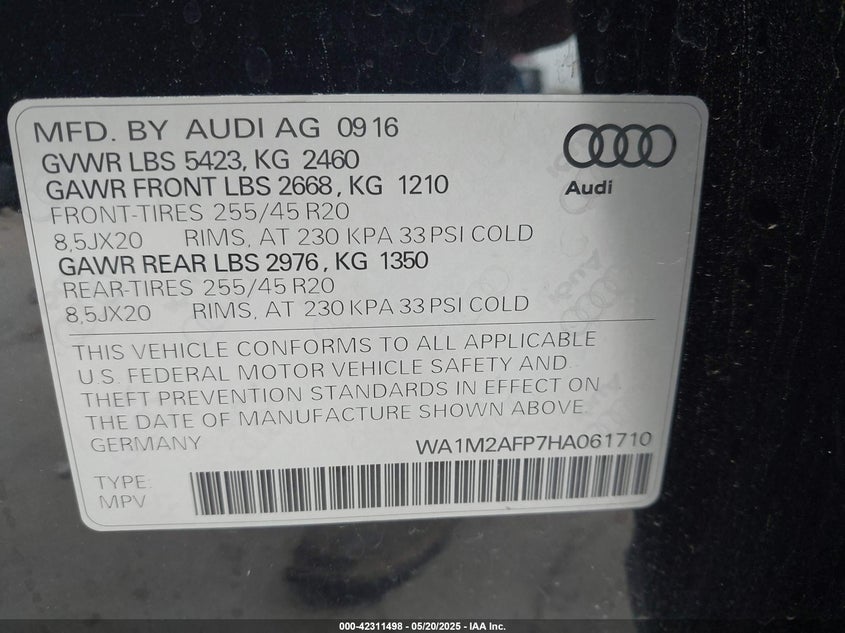 MFD. BY AUDI AG 09 16
GVWR LBS 5423, KG 2460
GAWR FRONT LBS 2668, KG 1210
FRONT-TIRES 255/45 R20
8,5JX20 RIMS, AT 230 KPA 33 PSI COLD
GAWR REAR LBS 2976, KG 1350
REAR-TIRES 255/45 R20
8,5JX20 RIMS, AT 230 KPA 33 PSI COLD
Audi
THIS VEHICLE CONFORMS TO ALL APPLICABLE
U.S. FEDERAL MOTOR VEHICLE SAFETY AND
THEFT PREVENTION STANDARDS IN EFFECT ON
THE DATE OF MANUFACTURE SHOWN ABOVE.
GERMANY WA1M2AFP7HA061710
TYPE:
MPV
000-42311498 - 05/20/2025 - IAA Inc.